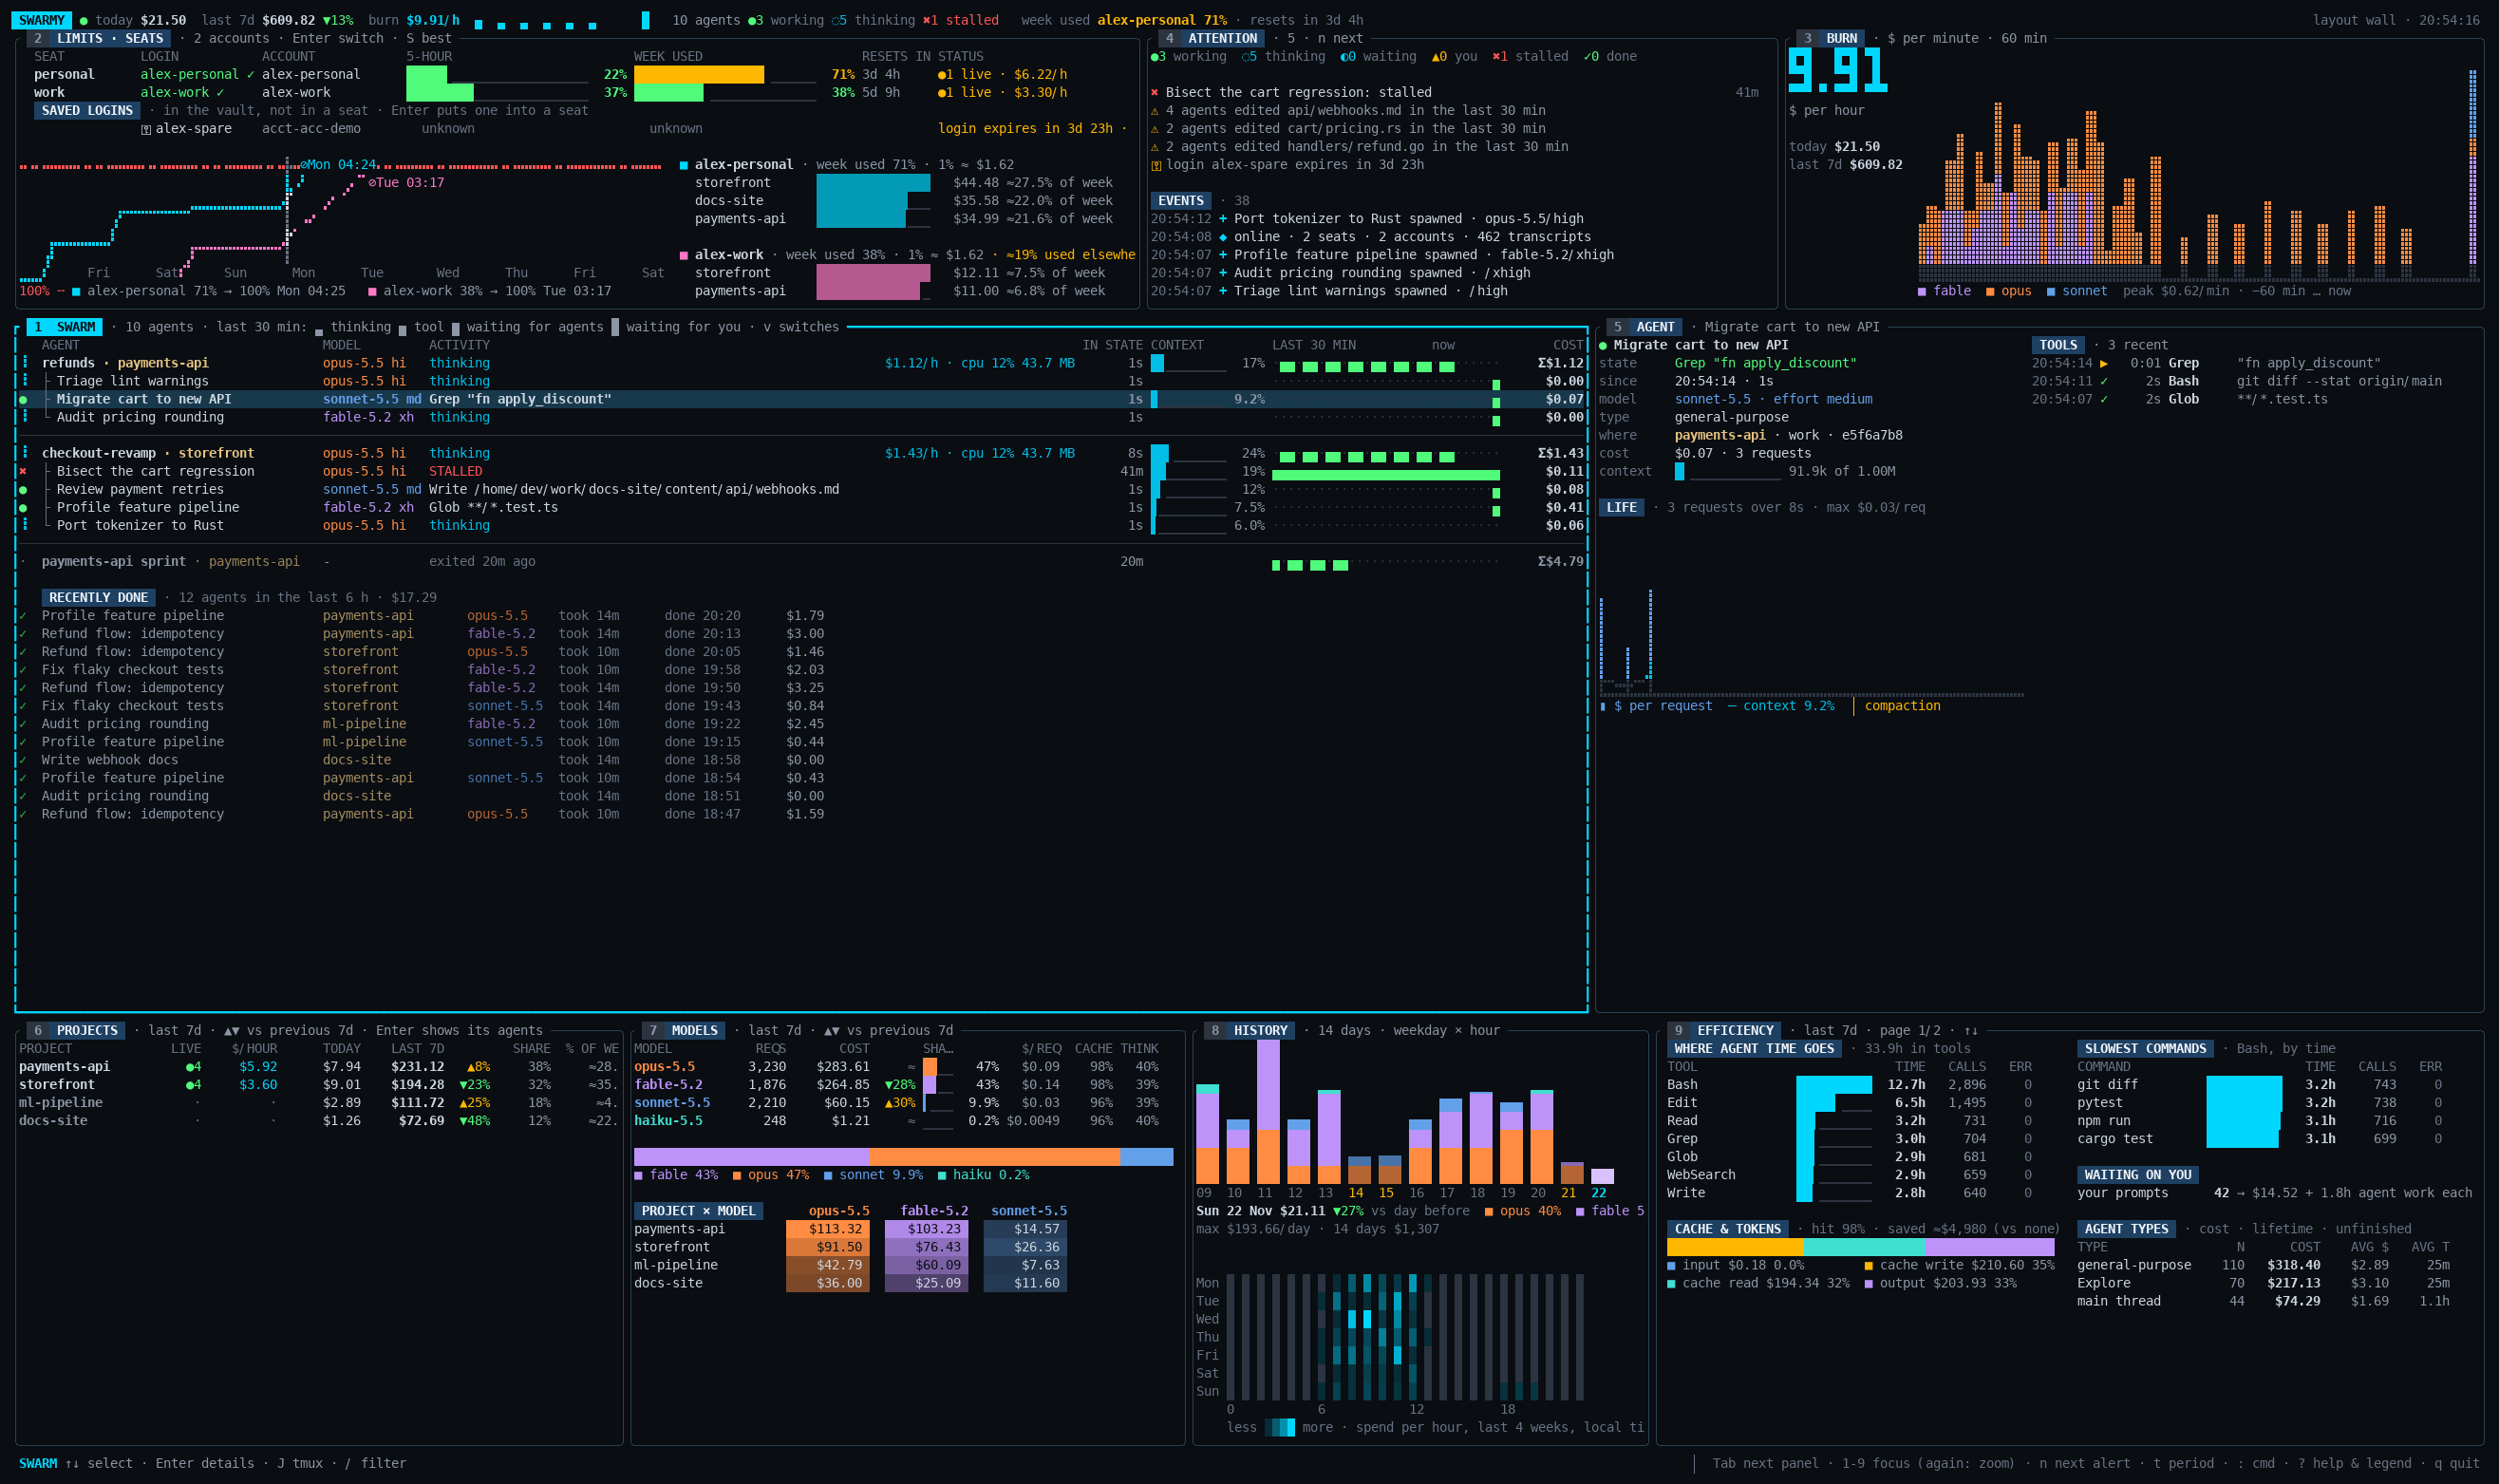 SWARMY ● today $21.50 last 7d $609.82 ▼13% burn $9.91/h 10 agents ●3 working ◌5 thinking ✖1 stalled week used alex-personal 71% · resets in 3d 4h layout wall · 20:54:16
2 LIMITS · SEATS · 2 accounts · Enter switch · S best
SEAT LOGIN ACCOUNT 5-HOUR WEEK USED RESETS IN STATUS
personal alex-personal ✓ alex-personal 22% 71% 3d 4h ●1 live · $6.22/h
work alex-work ✓ alex-work 37% 38% 5d 9h ●1 live · $3.30/h
SAVED LOGINS · in the vault, not in a seat · Enter puts one into a seat
⚿ alex-spare acct-acc-demo unknown unknown login expires in 3d 23h ·
⊘Mon 04:24
⊘Tue 03:17
Fri Sat Sun Mon Tue Wed Thu Fri Sat
100% ╌ ■ alex-personal 71% → 100% Mon 04:25 ■ alex-work 38% → 100% Tue 03:17
■ alex-personal · week used 71% · 1% ≈ $1.62
storefront $44.48 ≈27.5% of week
docs-site $35.58 ≈22.0% of week
payments-api $34.99 ≈21.6% of week
■ alex-work · week used 38% · 1% ≈ $1.62 · ≈19% used elsewhe
storefront $12.11 ≈7.5% of week
payments-api $11.00 ≈6.8% of week
4 ATTENTION · 5 · n next
●3 working ◌5 thinking ◐0 waiting ▲0 you ✖1 stalled ✓0 done
✖ Bisect the cart regression: stalled 41m
⚠ 4 agents edited api/webhooks.md in the last 30 min
⚠ 2 agents edited cart/pricing.rs in the last 30 min
⚠ 2 agents edited handlers/refund.go in the last 30 min
⚿ login alex-spare expires in 3d 23h
EVENTS · 38
20:54:12 + Port tokenizer to Rust spawned · opus-5.5/high
20:54:08 ◆ online · 2 seats · 2 accounts · 462 transcripts
20:54:07 + Profile feature pipeline spawned · fable-5.2/xhigh
20:54:07 + Audit pricing rounding spawned · /xhigh
20:54:07 + Triage lint warnings spawned · /high
3 BURN · $ per minute · 60 min
9.91
$ per hour
today $21.50
last 7d $609.82
■ fable ■ opus ■ sonnet peak $0.62/min · −60 min … now
1 SWARM · 10 agents · last 30 min: thinking tool waiting for agents waiting for you · v switches
AGENT MODEL ACTIVITY IN STATE CONTEXT LAST 30 MIN now COST
refunds · payments-api opus-5.5 hi thinking $1.12/h · cpu 12% 43.7 MB 1s 17% Σ$1.12
├ Triage lint warnings opus-5.5 hi thinking 1s $0.00
● ├ Migrate cart to new API sonnet-5.5 md Grep "fn apply_discount" 1s 9.2% $0.07
└ Audit pricing rounding fable-5.2 xh thinking 1s $0.00
checkout-revamp · storefront opus-5.5 hi thinking $1.43/h · cpu 12% 43.7 MB 8s 24% Σ$1.43
✖ ├ Bisect the cart regression opus-5.5 hi STALLED 41m 19% $0.11
● ├ Review payment retries sonnet-5.5 md Write /home/dev/work/docs-site/content/api/webhooks.md 1s 12% $0.08
● ├ Profile feature pipeline fable-5.2 xh Glob **/*.test.ts 1s 7.5% $0.41
└ Port tokenizer to Rust opus-5.5 hi thinking 1s 6.0% $0.06
· payments-api sprint · payments-api - exited 20m ago 20m Σ$4.79
RECENTLY DONE · 12 agents in the last 6 h · $17.29
✓ Profile feature pipeline payments-api opus-5.5 took 14m done 20:20 $1.79
✓ Refund flow: idempotency payments-api fable-5.2 took 14m done 20:13 $3.00
✓ Refund flow: idempotency storefront opus-5.5 took 10m done 20:05 $1.46
✓ Fix flaky checkout tests storefront fable-5.2 took 10m done 19:58 $2.03
✓ Refund flow: idempotency storefront fable-5.2 took 14m done 19:50 $3.25
✓ Fix flaky checkout tests storefront sonnet-5.5 took 14m done 19:43 $0.84
✓ Audit pricing rounding ml-pipeline fable-5.2 took 10m done 19:22 $2.45
✓ Profile feature pipeline ml-pipeline sonnet-5.5 took 10m done 19:15 $0.44
✓ Write webhook docs docs-site took 14m done 18:58 $0.00
✓ Profile feature pipeline payments-api sonnet-5.5 took 10m done 18:54 $0.43
✓ Audit pricing rounding docs-site took 14m done 18:51 $0.00
✓ Refund flow: idempotency payments-api opus-5.5 took 10m done 18:47 $1.59
5 AGENT · Migrate cart to new API
● Migrate cart to new API
state Grep "fn apply_discount"
since 20:54:14 · 1s
model sonnet-5.5 · effort medium
type general-purpose
where payments-api · work · e5f6a7b8
cost $0.07 · 3 requests
context 91.9k of 1.00M
TOOLS · 3 recent
20:54:14 ▶ 0:01 Grep "fn apply_discount"
20:54:11 ✓ 2s Bash git diff --stat origin/main
20:54:07 ✓ 2s Glob **/*.test.ts
LIFE · 3 requests over 8s · max $0.03/req
▮ $ per request ─ context 9.2% │ compaction
6 PROJECTS · last 7d · ▲▼ vs previous 7d · Enter shows its agents
PROJECT LIVE $/HOUR TODAY LAST 7D SHARE % OF WE
payments-api ●4 $5.92 $7.94 $231.12 ▲8% 38% ≈28.
storefront ●4 $3.60 $9.01 $194.28 ▼23% 32% ≈35.
ml-pipeline · · $2.89 $111.72 ▲25% 18% ≈4.
docs-site · · $1.26 $72.69 ▼48% 12% ≈22.
7 MODELS · last 7d · ▲▼ vs previous 7d
MODEL REQS COST SHA… $/REQ CACHE THINK
opus-5.5 3,230 $283.61 ≈ 47% $0.09 98% 40%
fable-5.2 1,876 $264.85 ▼28% 43% $0.14 98% 39%
sonnet-5.5 2,210 $60.15 ▲30% 9.9% $0.03 96% 39%
haiku-5.5 248 $1.21 ≈ 0.2% $0.0049 96% 40%
■ fable 43% ■ opus 47% ■ sonnet 9.9% ■ haiku 0.2%
PROJECT × MODEL opus-5.5 fable-5.2 sonnet-5.5
payments-api $113.32 $103.23 $14.57
storefront $91.50 $76.43 $26.36
ml-pipeline $42.79 $60.09 $7.63
docs-site $36.00 $25.09 $11.60
8 HISTORY · 14 days · weekday × hour
09 10 11 12 13 14 15 16 17 18 19 20 21 22
Sun 22 Nov $21.11 ▼27% vs day before ■ opus 40% ■ fable 5
max $193.66/day · 14 days $1,307
Mon
Tue
Wed
Thu
Fri
Sat
Sun
0 6 12 18
less more · spend per hour, last 4 weeks, local ti
9 EFFICIENCY · last 7d · page 1/2 · ↑↓
WHERE AGENT TIME GOES · 33.9h in tools
TOOL TIME CALLS ERR
Bash 12.7h 2,896 0
Edit 6.5h 1,495 0
Read 3.2h 731 0
Grep 3.0h 704 0
Glob 2.9h 681 0
WebSearch 2.9h 659 0
Write 2.8h 640 0
CACHE & TOKENS · hit 98% · saved ≈$4,980 (vs none)
■ input $0.18 0.0% ■ cache write $210.60 35%
■ cache read $194.34 32% ■ output $203.93 33%
SLOWEST COMMANDS · Bash, by time
COMMAND TIME CALLS ERR
git diff 3.2h 743 0
pytest 3.2h 738 0
npm run 3.1h 716 0
cargo test 3.1h 699 0
WAITING ON YOU
your prompts 42 → $14.52 + 1.8h agent work each
AGENT TYPES · cost · lifetime · unfinished
TYPE N COST AVG $ AVG T
general-purpose 110 $318.40 $2.89 25m
Explore 70 $217.13 $3.10 25m
main thread 44 $74.29 $1.69 1.1h
SWARM ↑↓ select · Enter details · J tmux · / filter
│ Tab next panel · 1-9 focus (again: zoom) · n next alert · t period · : cmd · ? help & legend · q quit